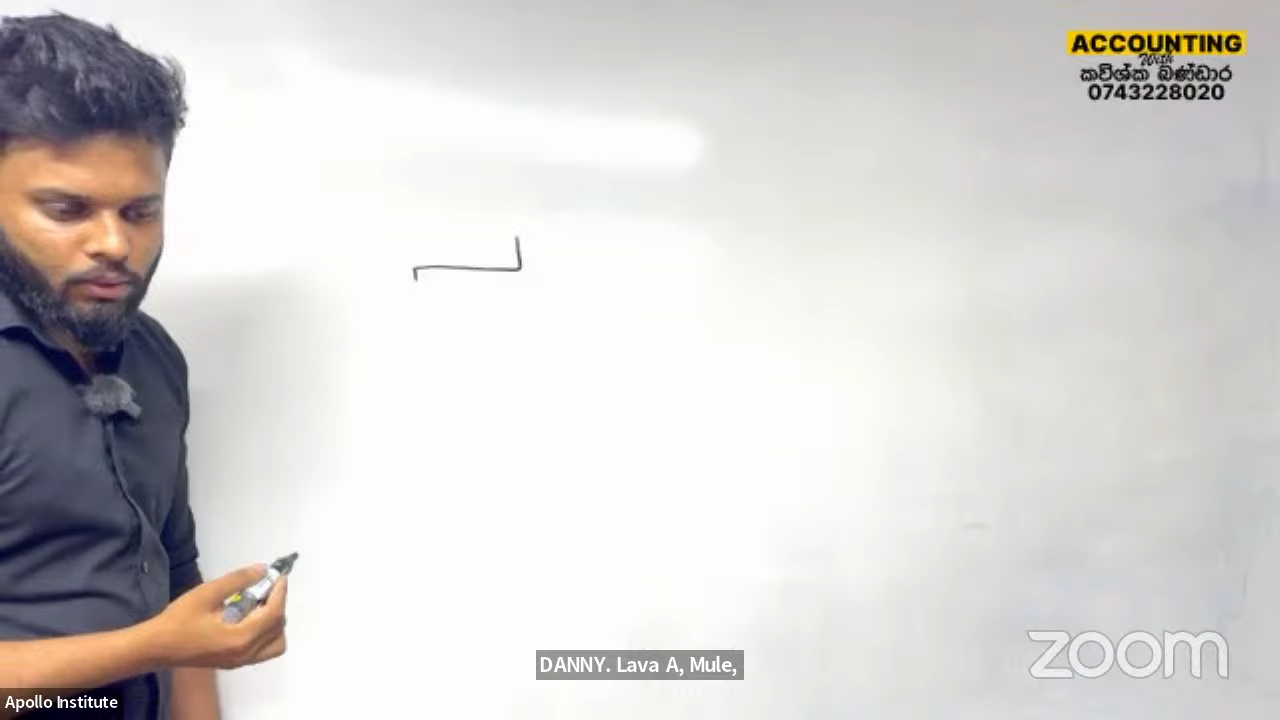 ACCOUNTING
With
කවිශ්ක බණ්ඩාර
0743228020
zoom
DANNY. Lava A, Mule,
Apollo Institute